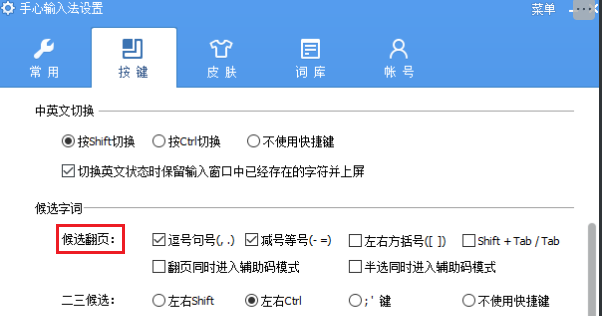 手心输入法设置 菜单
常用 按键 皮肤 词库 帐号
中英文切换
按Shift切换 按Ctrl切换 不使用快捷键
切换英文状态时保留输入窗口中已经存在的字符并上屏
候选字词
候选翻页： 逗号句号(, .) 减号等号(- =) 左右方括号([ ]) Shift + Tab / Tab
翻页同时进入辅助码模式 半选同时进入辅助码模式
二三候选： 左右Shift 左右Ctrl ; ' 键 不使用快捷键